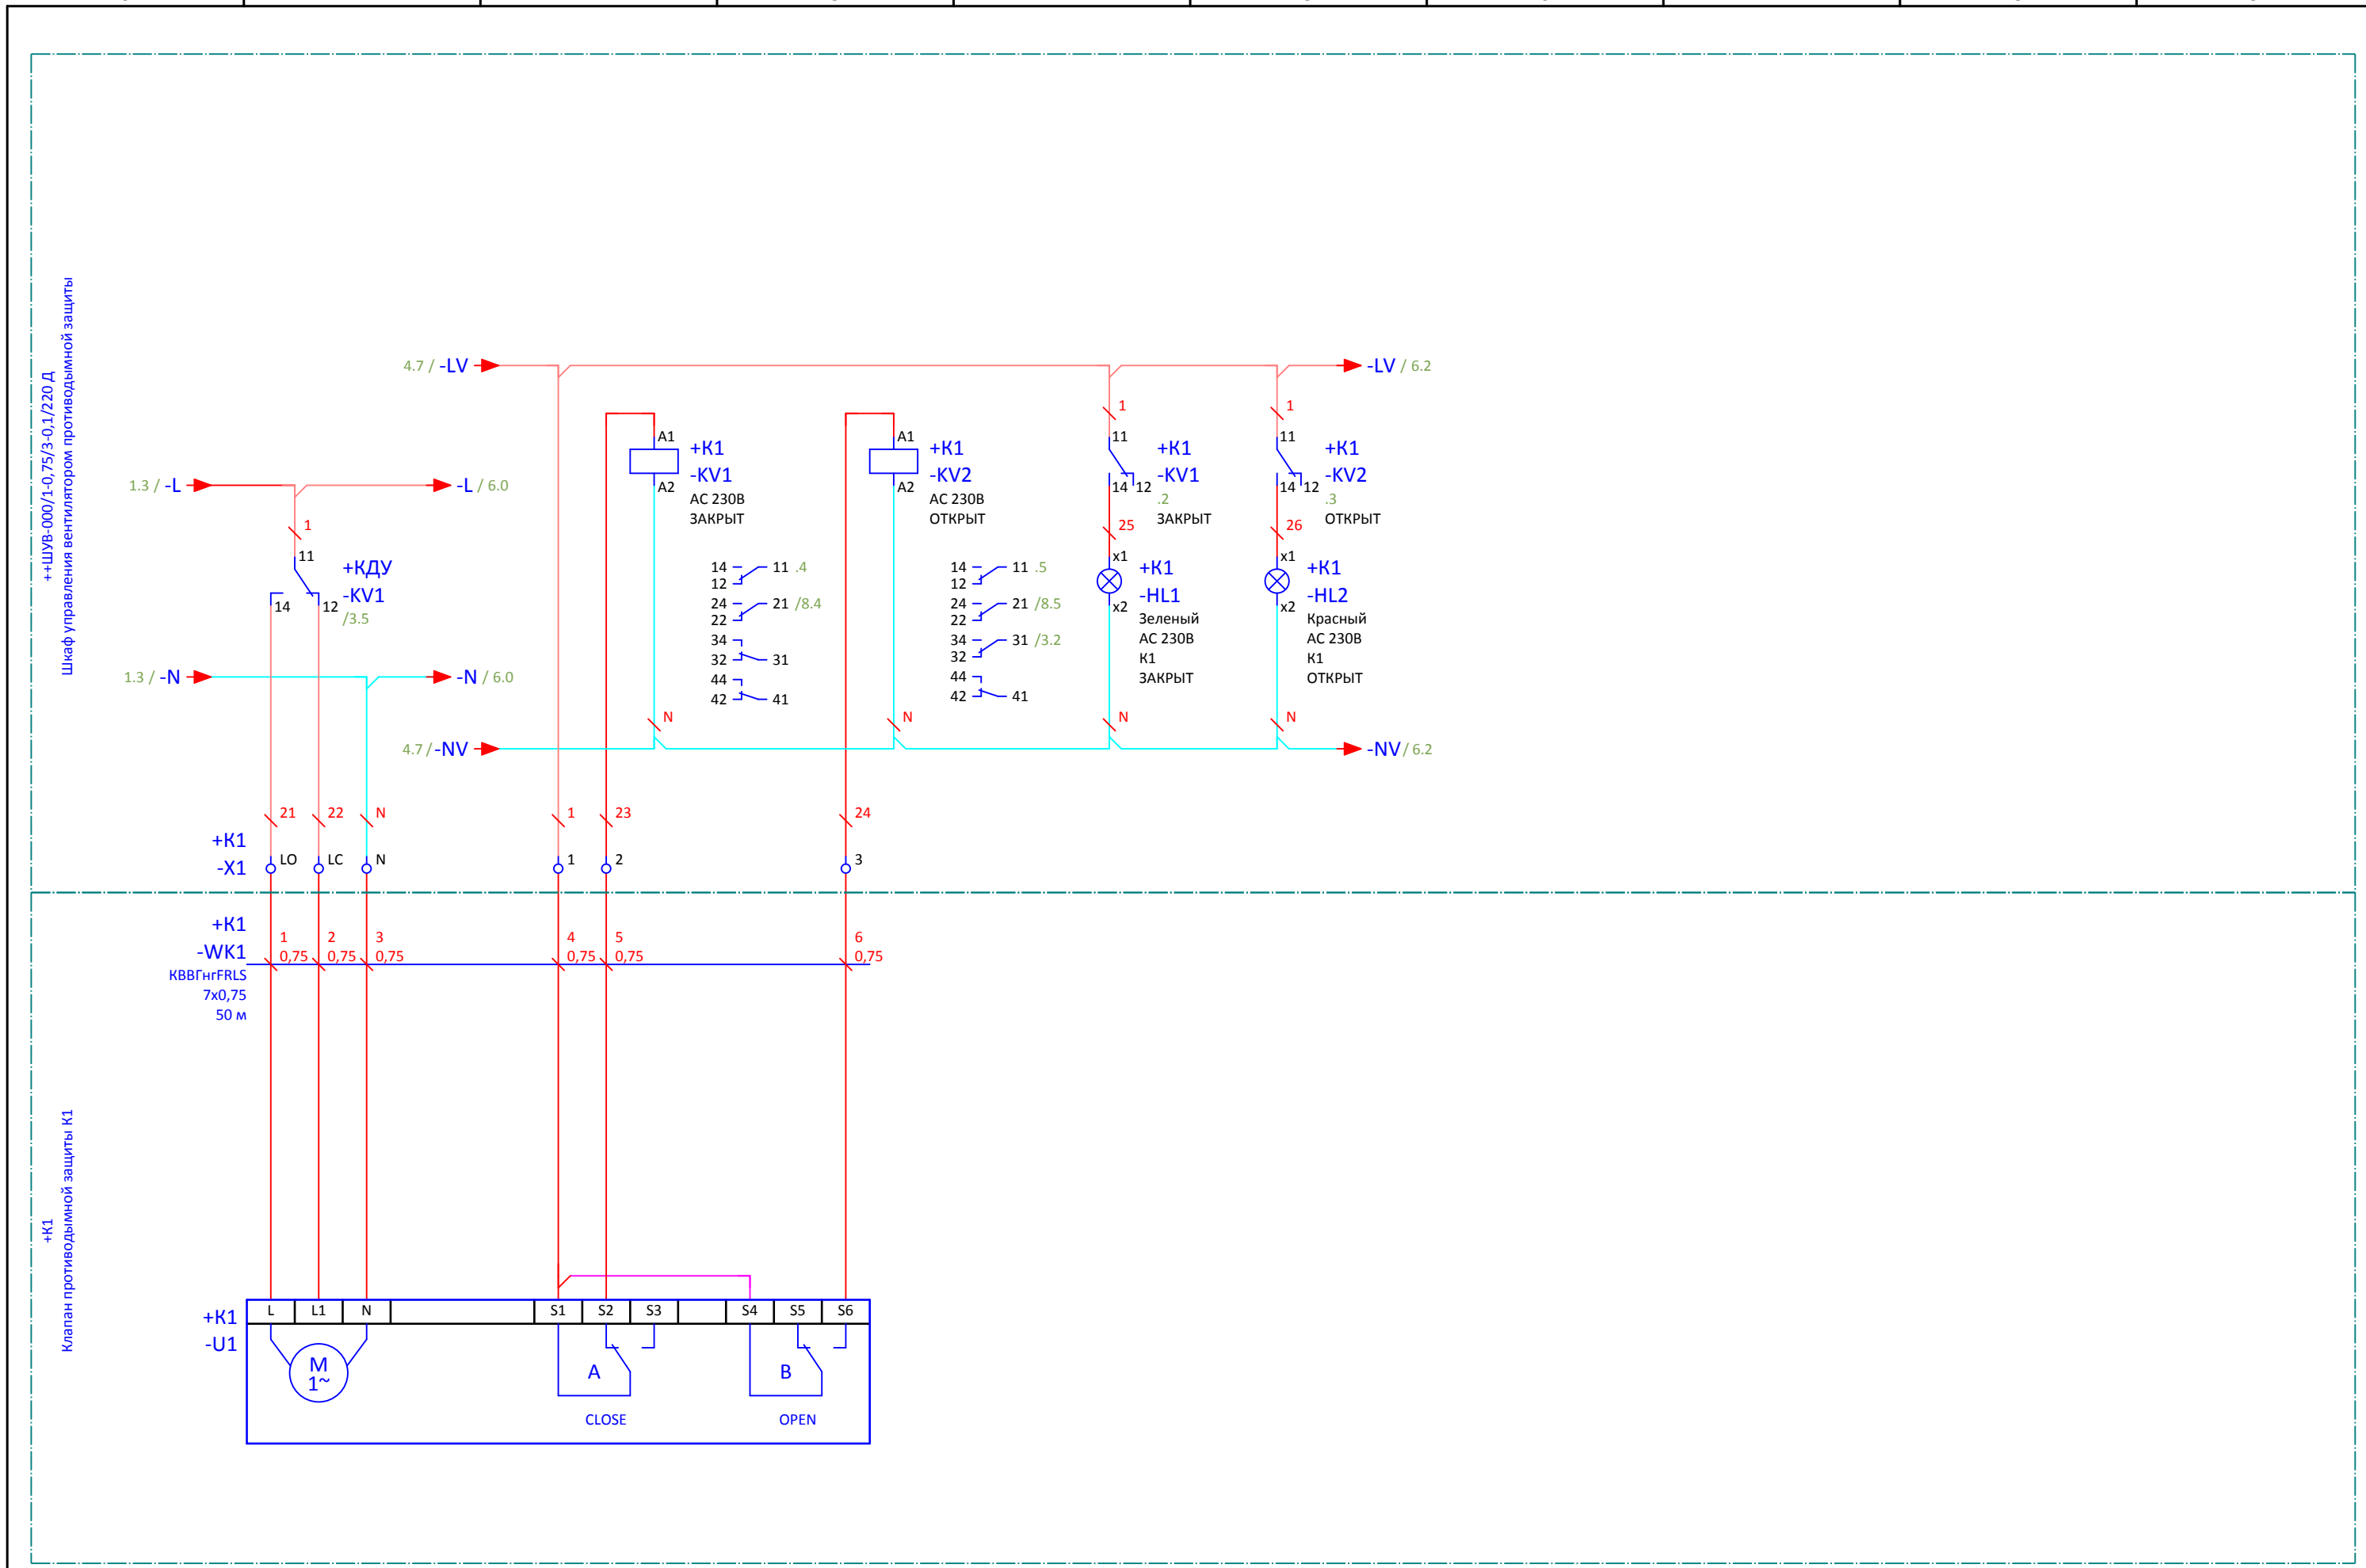 ++ШУВ-000/1-0,75/3-0,1/220 Д
Шкаф управления вентилятором противодымной защиты
4.7 / -LV
-LV / 6.2
1
1
A1
A1
11
11
+К1
-KV1
AC 230В
ЗАКРЫТ
A2
+К1
-KV2
AC 230В
ОТКРЫТ
A2
+К1
-KV1
14 12
.2
ЗАКРЫТ
+К1
-KV2
14 12
.3
ОТКРЫТ
1.3 / -L
-L / 6.0
1
25
26
11
+КДУ
-KV1
14
12
/3.5
14 11 .4
12
24 21 /8.4
22
34
32 31
44
42 41
14 11 .5
12
24 21 /8.5
22
34 31 /3.2
32
44
42 41
x1
+К1
-HL1
x2
Зеленый
AC 230В
К1
ЗАКРЫТ
x1
+К1
-HL2
x2
Красный
AC 230В
К1
ОТКРЫТ
1.3 / -N
-N / 6.0
N
N
N
N
4.7 / -NV
-NV / 6.2
21
22
N
1
23
24
+К1
-X1
LO
LC
N
1
2
3
+К1
-WK1
КВВГнгFRLS
7x0,75
50 м
1
0,75
2
0,75
3
0,75
4
0,75
5
0,75
6
0,75
+К1
Клапан противодымной защиты К1
+К1
-U1
L L1 N S1 S2 S3 S4 S5 S6
M
1~
A
B
CLOSE
OPEN